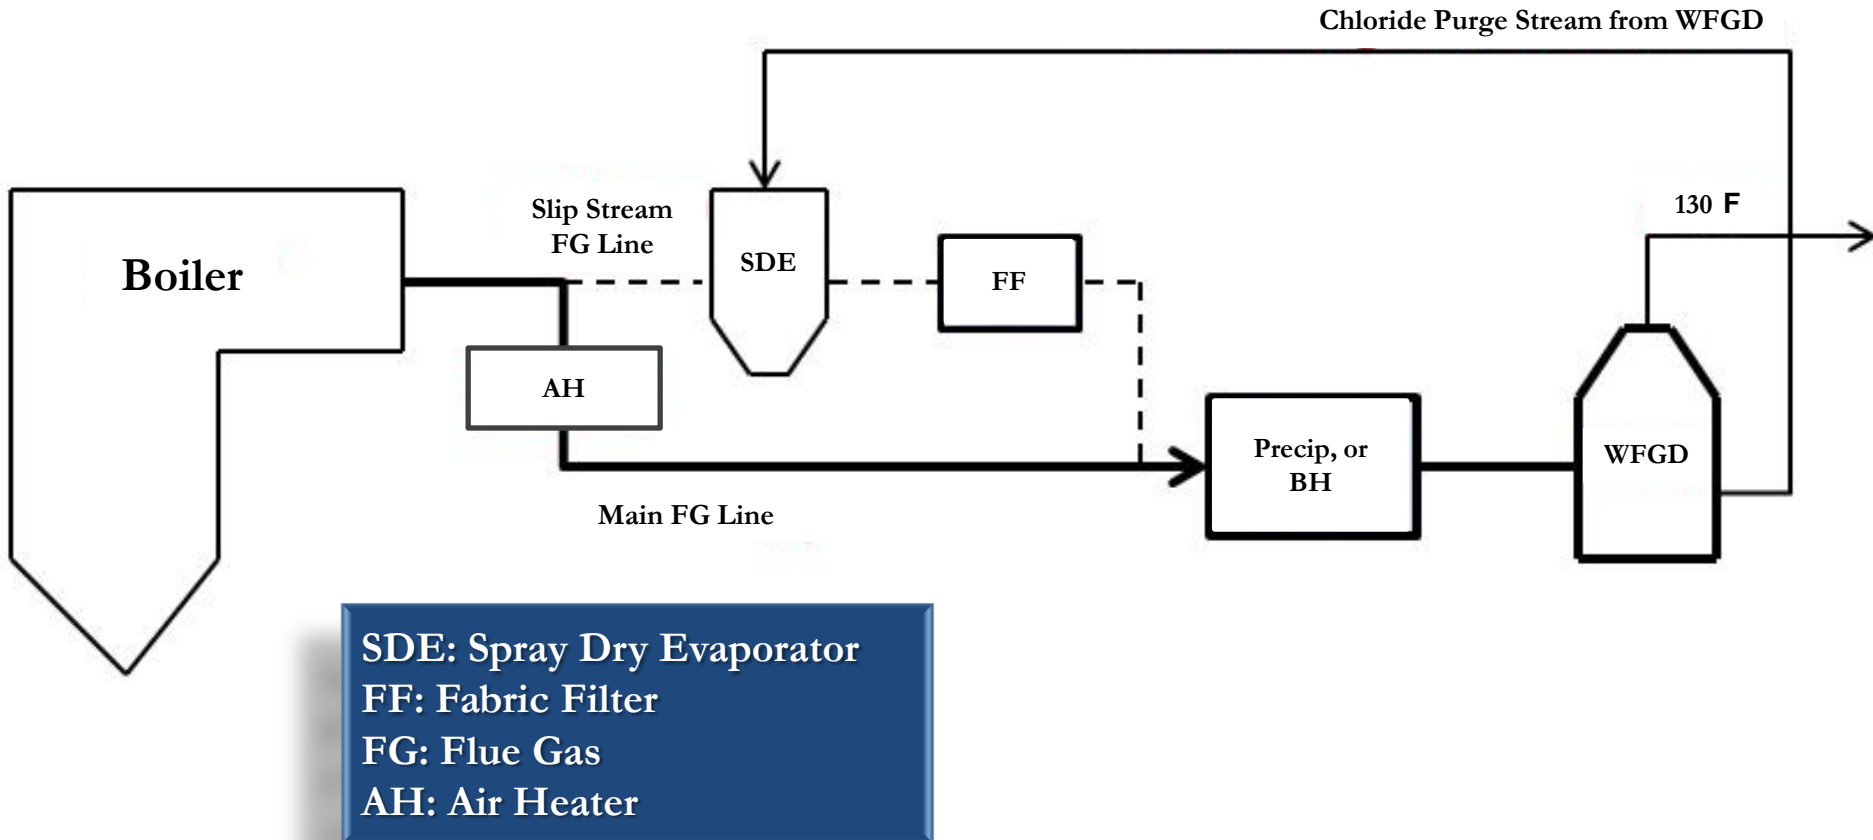 Chloride Purge Stream from WFGD
130 F
Slip Stream
FG Line
Boiler
SDE
FF
AH
Precip, or
BH
WFGD
Main FG Line
SDE: Spray Dry Evaporator
FF: Fabric Filter
FG: Flue Gas
AH: Air Heater